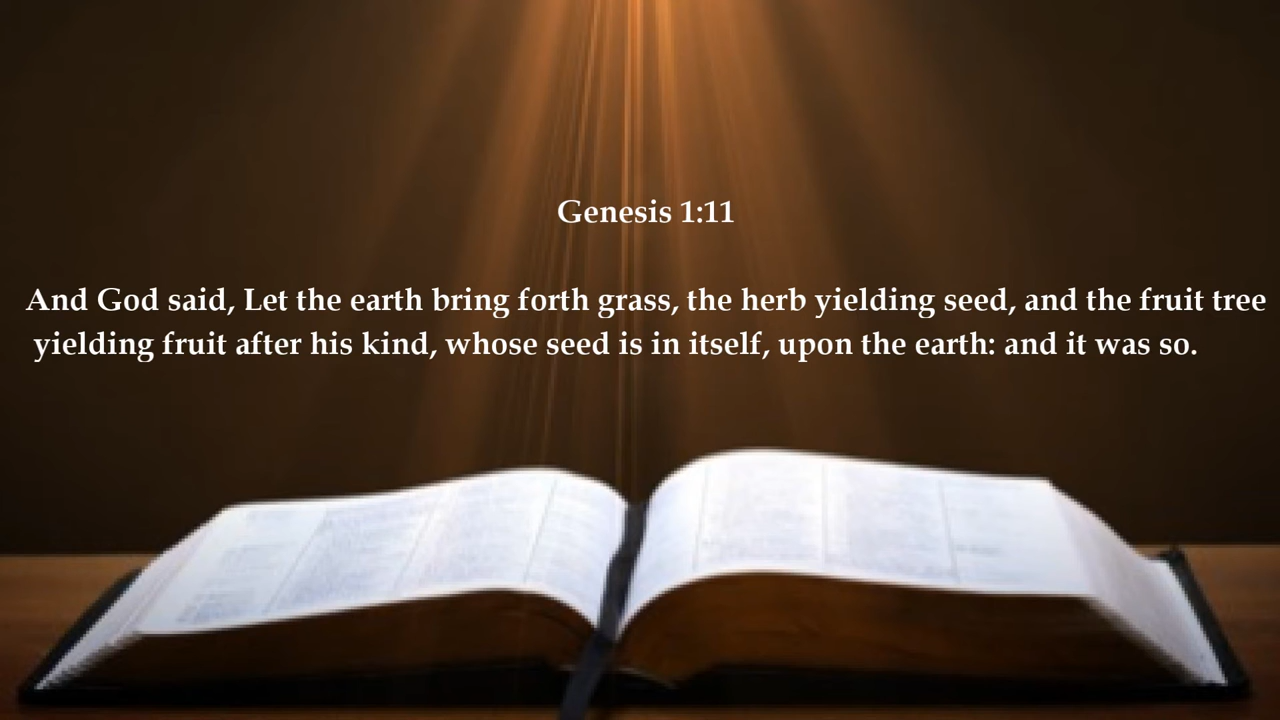 Genesis 1:11
And God said, Let the earth bring forth grass, the herb yielding seed, and the fruit tree
yielding fruit after his kind, whose seed is in itself, upon the earth: and it was so.